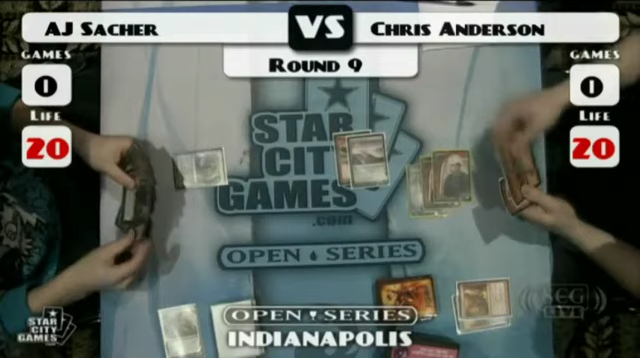 AJ SACHER
VS
CHRIS ANDERSON
GAMES
0
LIFE
20
ROUND 9
GAMES
0
LIFE
20
STAR
CITY
GAMES
.com
OPEN SERIES
STAR
CITY
GAMES
OPEN SERIES
INDIANAPOLIS
SCG
LIVE